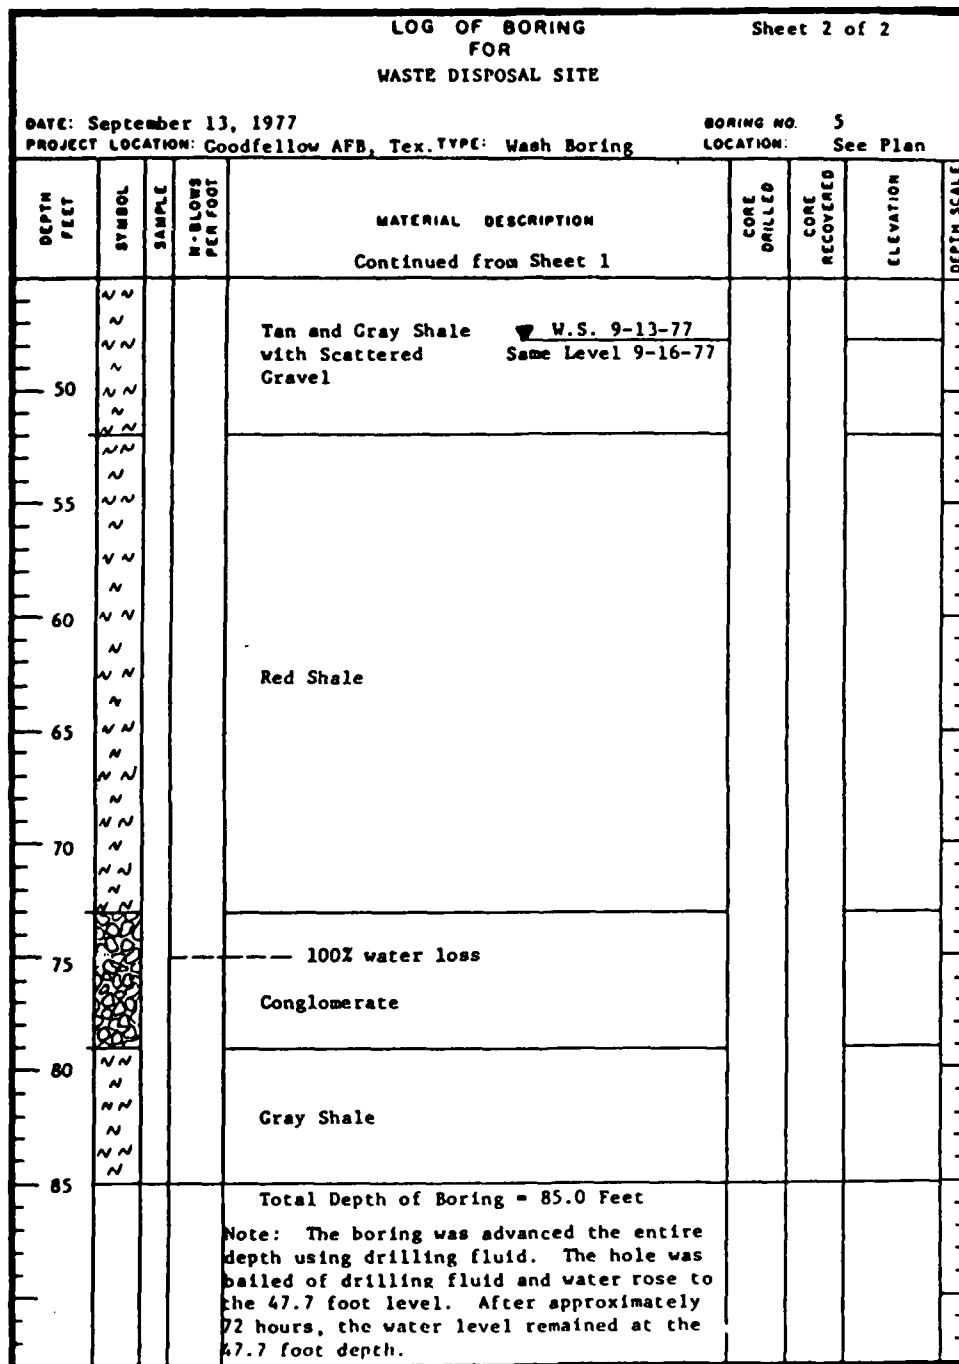 LOG OF BORING Sheet 2 of 2
FOR
WASTE DISPOSAL SITE
DATE: September 13, 1977 BORING NO. 5
PROJECT LOCATION: Goodfellow AFB, Tex. TYPE: Wash Boring LOCATION: See Plan
DEPTH FEET SYMBOL SAMPLE N-BLOWS PER FOOT MATERIAL DESCRIPTION CORE DRILLED CORE RECOVERED ELEVATION DEPTH SCALE
Continued from Sheet 1
Tan and Gray Shale W.S. 9-13-77
with Scattered Same Level 9-16-77
Gravel
50
55
60
Red Shale
65
70
75 100% water loss
Conglomerate
80
Gray Shale
85
Total Depth of Boring = 85.0 Feet
Note: The boring was advanced the entire
depth using drilling fluid. The hole was
bailed of drilling fluid and water rose to
the 47.7 foot level. After approximately
72 hours, the water level remained at the
47.7 foot depth.